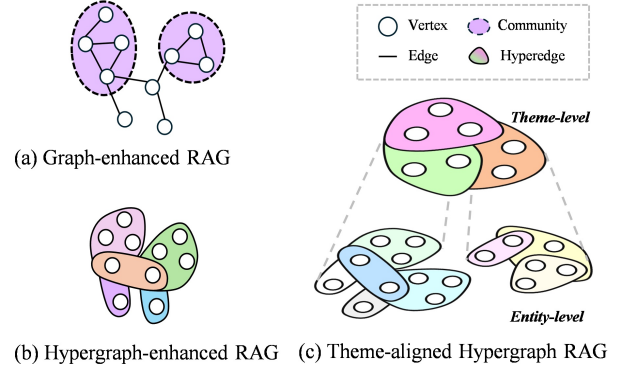 Vertex
Community
Edge
Hyperedge
Theme-level
(a) Graph-enhanced RAG
Entity-level
(b) Hypergraph-enhanced RAG
(c) Theme-aligned Hypergraph RAG